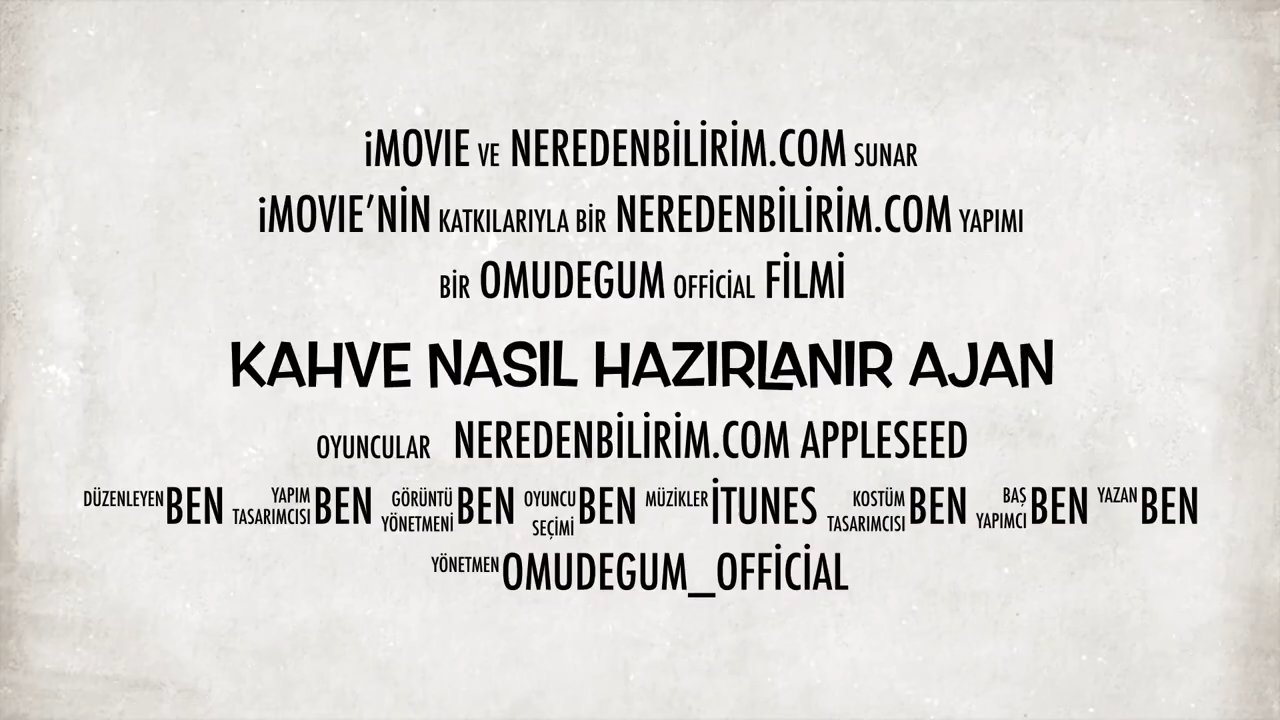 iMOVIE VE NEREDENBİLİRİM.COM SUNAR
iMOVIE'NİN KATKILARIYLA BİR NEREDENBİLİRİM.COM YAPIMI
BİR OMUDEGUM OFFİCİAL FİLMİ
KAHVE NASIL HAZIRLANIR AJAN
OYUNCULAR NEREDENBİLİRİM.COM APPLESEED
DÜZENLEYEN BEN YAPIM TASARIMCISI BEN GÖRÜNTÜ YÖNETMENİ BEN OYUNCU SEÇİMİ BEN MÜZİKLER İTUNES KOSTÜM TASARIMCISI BEN BAŞ YAPIMCI BEN YAZAN BEN
YÖNETMEN OMUDEGUM_OFFİCİAL